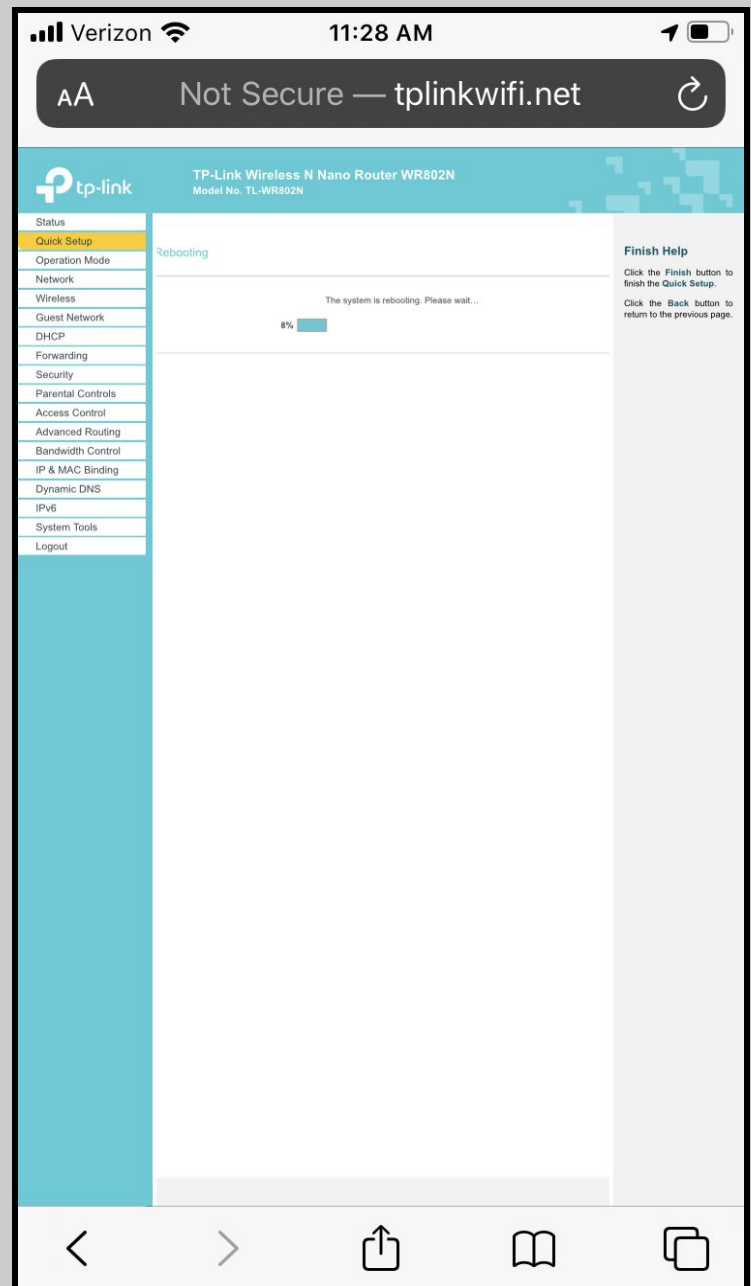 Verizon
11:28 AM
AA
Not Secure — tplinkwifi.net
tp-link
TP-Link Wireless N Nano Router WR802N
Model No. TL-WR802N
Status
Quick Setup
Operation Mode
Network
Wireless
Guest Network
DHCP
Forwarding
Security
Parental Controls
Access Control
Advanced Routing
Bandwidth Control
IP & MAC Binding
Dynamic DNS
IPv6
System Tools
Logout
Rebooting
The system is rebooting. Please wait...
8%
Finish Help
Click the Finish button to
finish the Quick Setup.
Click the Back button to
return to the previous page.